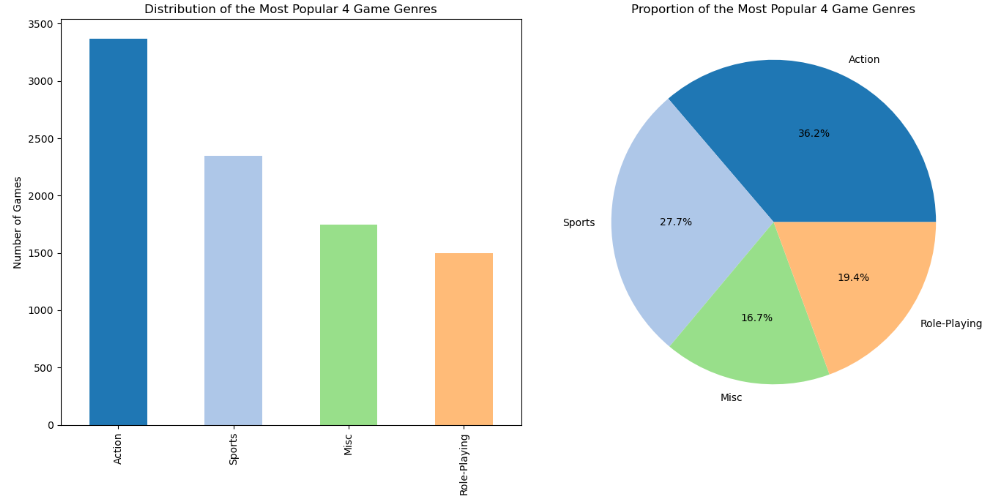 Distribution of the Most Popular 4 Game Genres
Number of Games
3500
3000
2500
2000
1500
1000
500
0
Action
Sports
Misc
Role-Playing
Proportion of the Most Popular 4 Game Genres
Action
36.2%
Sports
27.7%
19.4%
16.7%
Role-Playing
Misc